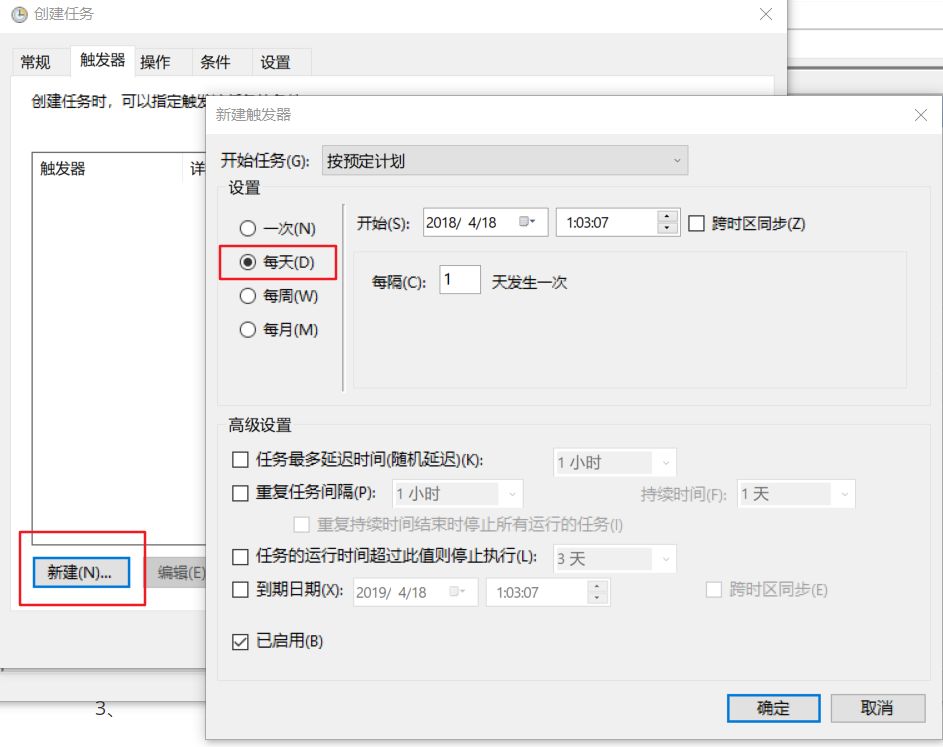 创建任务
常规 触发器 操作 条件 设置
创建任务时，可以指定触发
触发器 详
新建(N)... 编辑(E)
新建触发器
开始任务(G): 按预定计划
设置
一次(N)
每天(D)
每周(W)
每月(M)
开始(S): 2018/ 4/18 1:03:07 跨时区同步(Z)
每隔(C): 1 天发生一次
高级设置
任务最多延迟时间(随机延迟)(K): 1 小时
重复任务间隔(P): 1 小时 持续时间(F): 1 天
重复持续时间结束时停止所有运行的任务(I)
任务的运行时间超过此值则停止执行(L): 3 天
到期日期(X): 2019/ 4/18 1:03:07 跨时区同步(E)
已启用(B)
确定 取消
3、